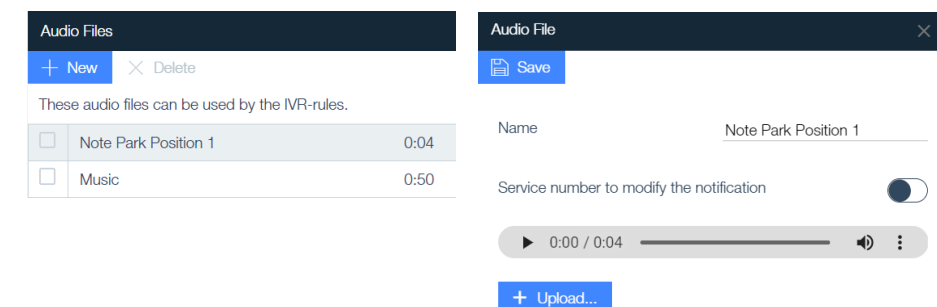 Audio Files
New Delete
These audio files can be used by the IVR-rules.
Note Park Position 1 0:04
Music 0:50
Audio File
Save
Name Note Park Position 1
Service number to modify the notification
0:00 / 0:04
+ Upload...